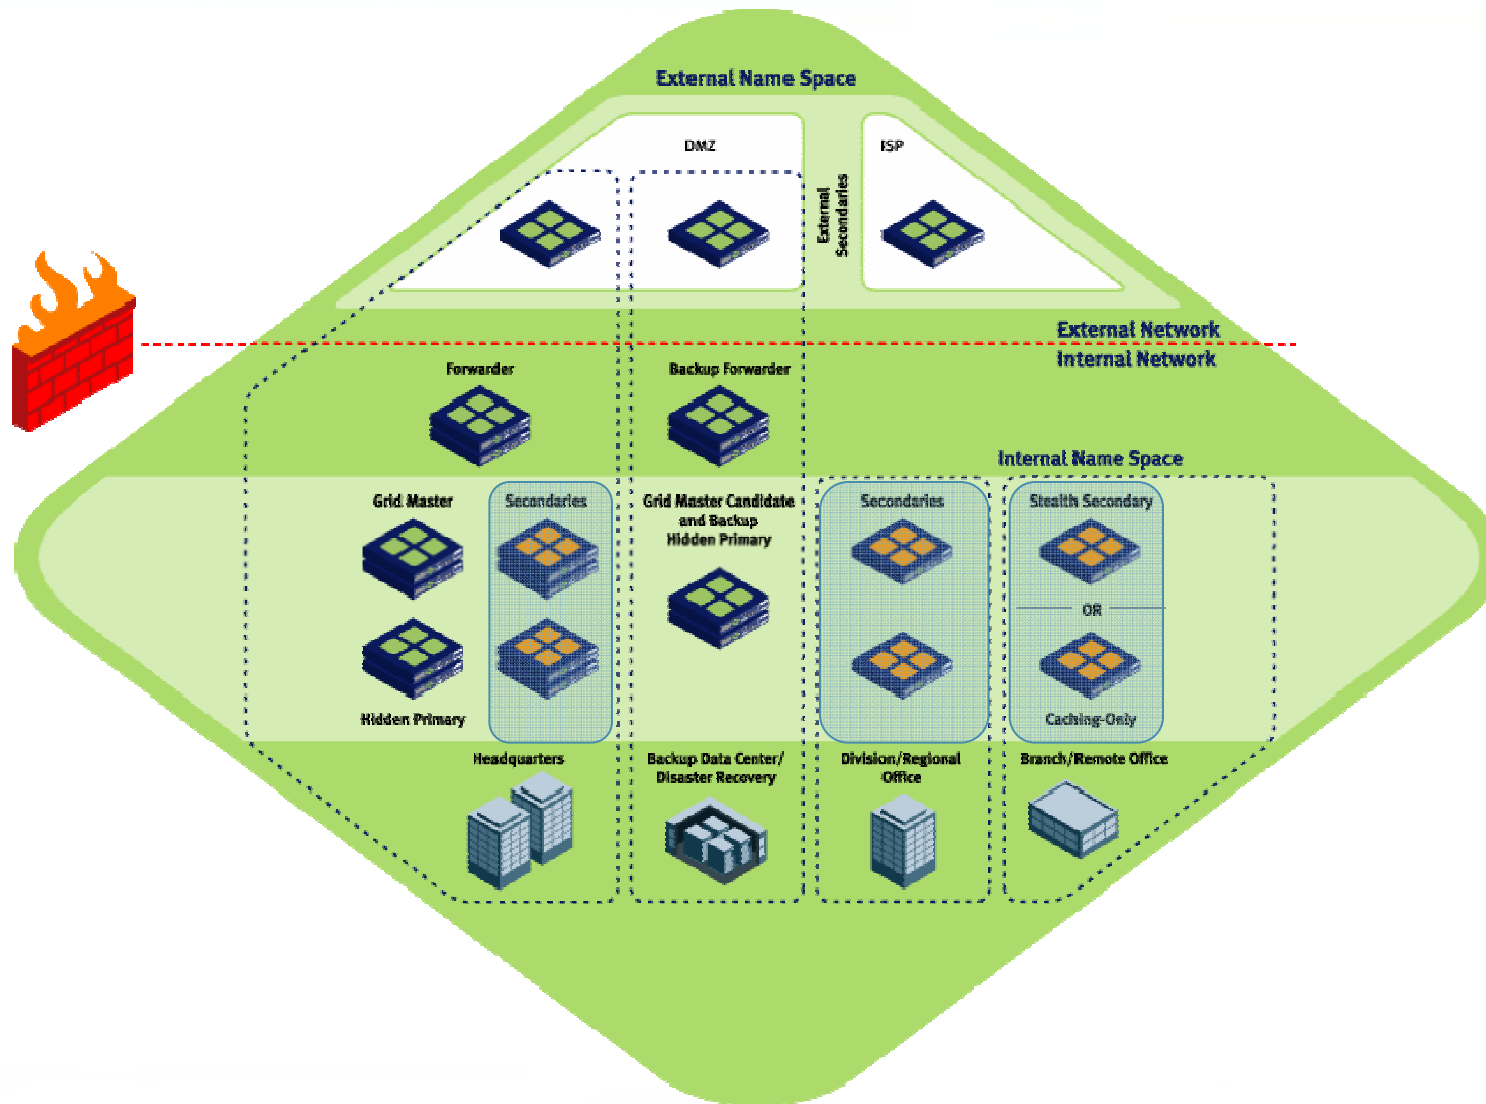 External Name Space
DMZ
ISP
External
Secondaries
External Network
Internal Network
Forwarder
Backup Forwarder
Internal Name Space
Grid Master
Secondaries
Grid Master Candidate
and Backup
Hidden Primary
Secondaries
Stealth Secondary
OR
Hidden Primary
Caching-Only
Headquarters
Backup Data Center/
Disaster Recovery
Division/Regional
Office
Branch/Remote Office